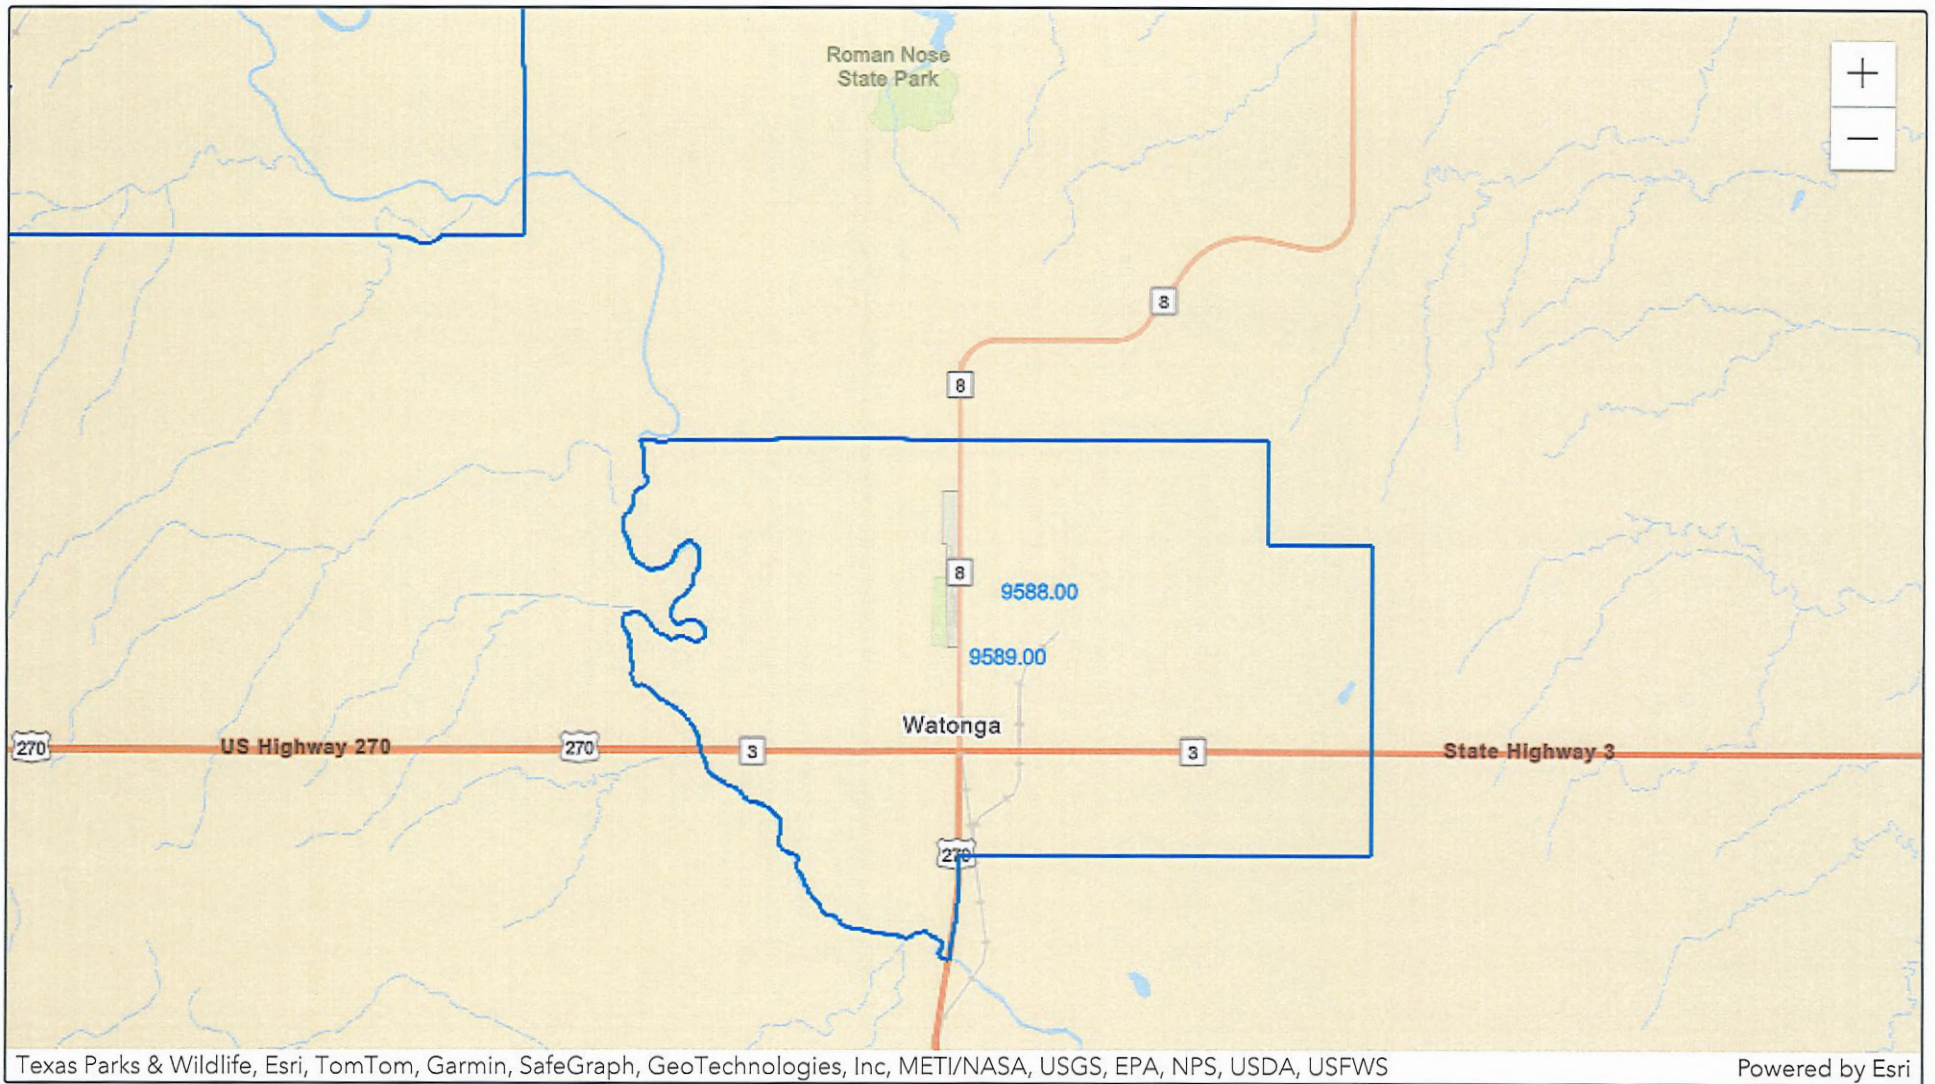 Roman Nose
State Park
+
−
8
8
8
9588.00
9589.00
Watonga
270
US Highway 270
270
3
3
State Highway 3
270
Texas Parks & Wildlife, Esri, TomTom, Garmin, SafeGraph, GeoTechnologies, Inc, METI/NASA, USGS, EPA, NPS, USDA, USFWS
Powered by Esri